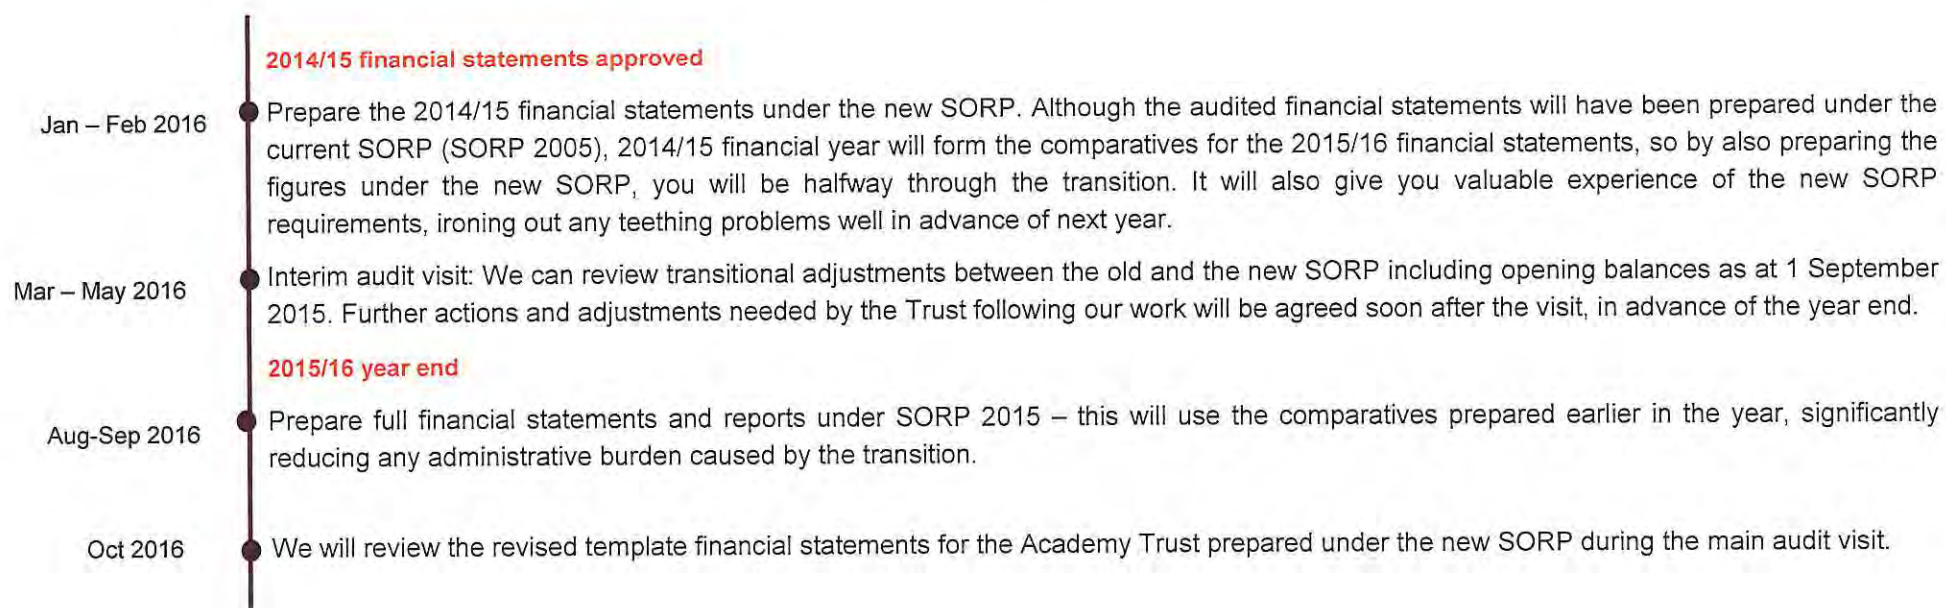 2014/15 financial statements approved
Jan – Feb 2016
Prepare the 2014/15 financial statements under the new SORP. Although the audited financial statements will have been prepared under the
current SORP (SORP 2005), 2014/15 financial year will form the comparatives for the 2015/16 financial statements, so by also preparing the
figures under the new SORP, you will be halfway through the transition. It will also give you valuable experience of the new SORP
requirements, ironing out any teething problems well in advance of next year.
Mar – May 2016
Interim audit visit: We can review transitional adjustments between the old and the new SORP including opening balances as at 1 September
2015. Further actions and adjustments needed by the Trust following our work will be agreed soon after the visit, in advance of the year end.
2015/16 year end
Aug-Sep 2016
Prepare full financial statements and reports under SORP 2015 – this will use the comparatives prepared earlier in the year, significantly
reducing any administrative burden caused by the transition.
Oct 2016
We will review the revised template financial statements for the Academy Trust prepared under the new SORP during the main audit visit.